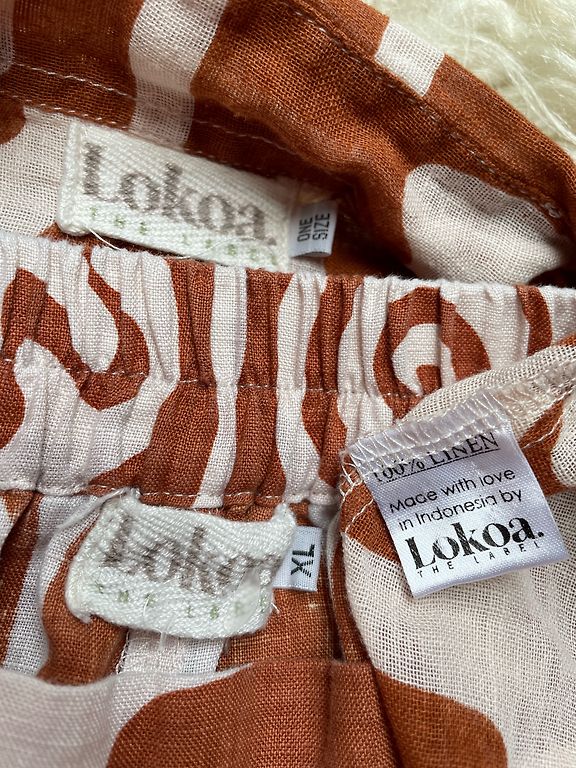 Lokoa.
THE LABEL
ONE
SIZE
100% LINEN
Made with love
in Indonesia by
Lokoa.
THE LABEL
Lokoa
THE LABEL
XL